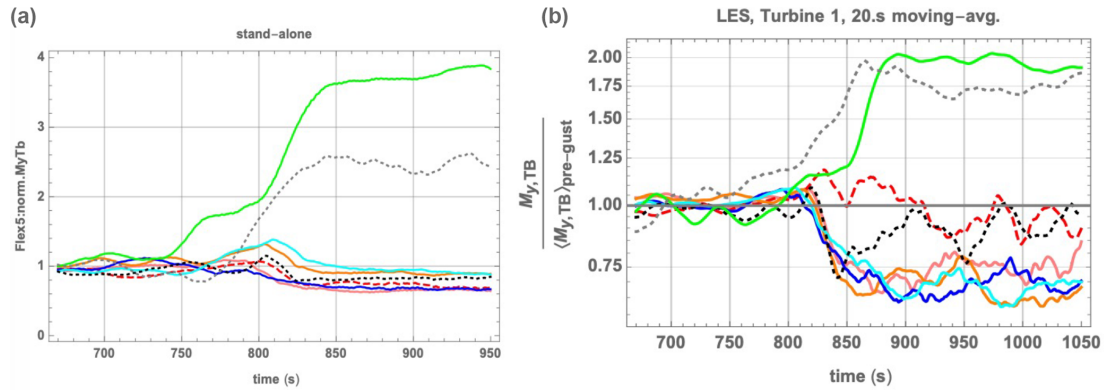 (a)
stand-alone
Flex5:norm.MyTb
4
3
2
1
0
700 750 800 850 900 950
time (s)
(b)
LES, Turbine 1, 20.s moving-avg.
My,TB
⟨My,TB⟩pre-gust
2.00
1.75
1.50
1.25
1.00
0.75
700 750 800 850 900 950 1000 1050
time (s)